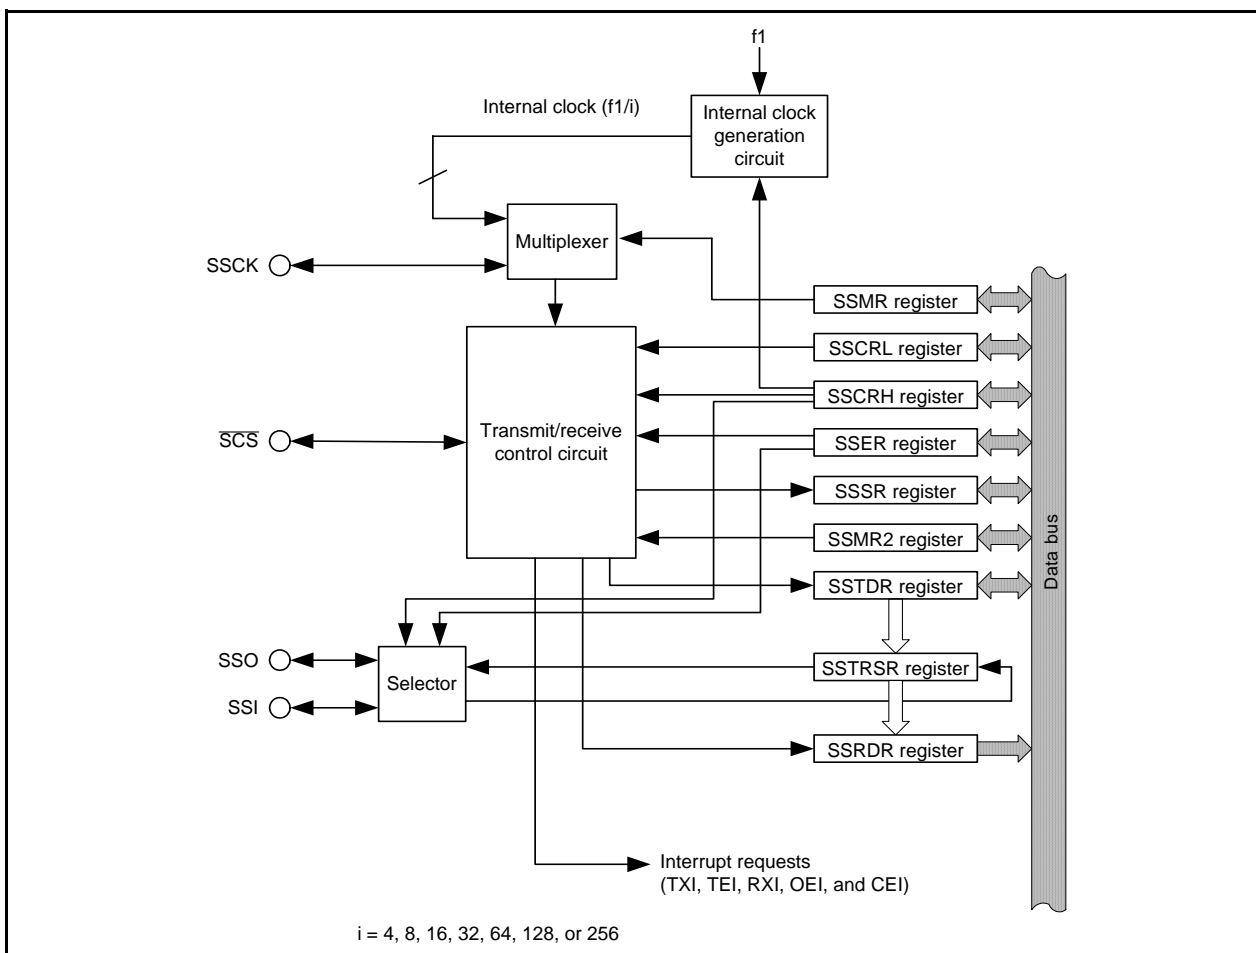 f1
Internal clock (f1/i)
Internal clock
generation
circuit
Multiplexer
SSCK
SSMR register
SSCRL register
SSCRH register
SCS
Transmit/receive
control circuit
SSER register
SSSR register
SSMR2 register
Data bus
SSTDR register
SSO
Selector
SSTRSR register
SSI
SSRDR register
Interrupt requests
(TXI, TEI, RXI, OEI, and CEI)
i = 4, 8, 16, 32, 64, 128, or 256